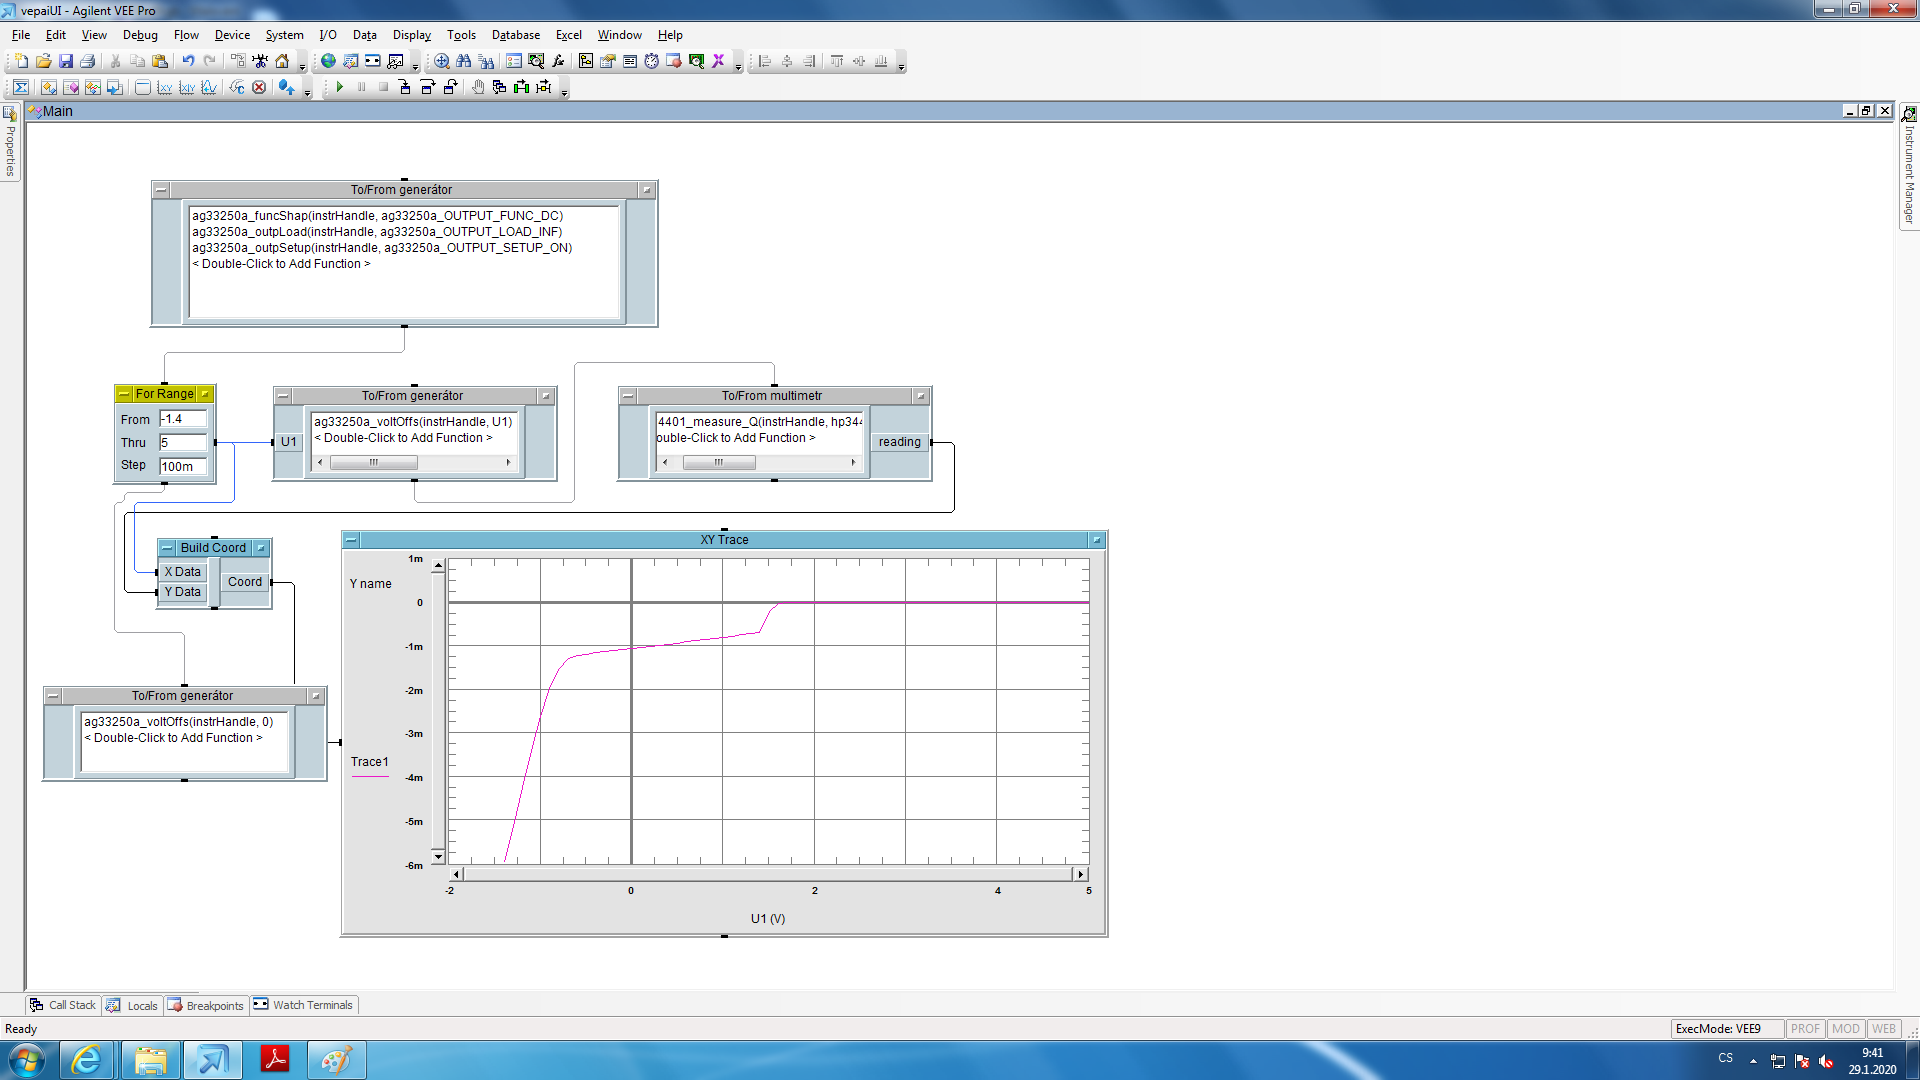 vepaiUI - Agilent VEE Pro
File Edit View Debug Flow Device System I/O Data Display Tools Database Excel Window Help
Main
Properties
Instrument Manager
To/From generátor
ag33250a_funcShap(instrHandle, ag33250a_OUTPUT_FUNC_DC)
ag33250a_outpLoad(instrHandle, ag33250a_OUTPUT_LOAD_INF)
ag33250a_outpSetup(instrHandle, ag33250a_OUTPUT_SETUP_ON)
< Double-Click to Add Function >
For Range
From -1.4
Thru 5
Step 100m
To/From generátor
U1
ag33250a_voltOffs(instrHandle, U1)
< Double-Click to Add Function >
To/From multimetr
4401_measure_Q(instrHandle, hp344
ouble-Click to Add Function >
reading
Build Coord
X Data
Y Data
Coord
To/From generátor
ag33250a_voltOffs(instrHandle, 0)
< Double-Click to Add Function >
XY Trace
Y name
Trace1
1m
0
-1m
-2m
-3m
-4m
-5m
-6m
-2 0 2 4 5
U1 (V)
Call Stack Locals Breakpoints Watch Terminals
Ready
ExecMode: VEE9 PROF MOD WEB
CS
9:41
29.1.2020